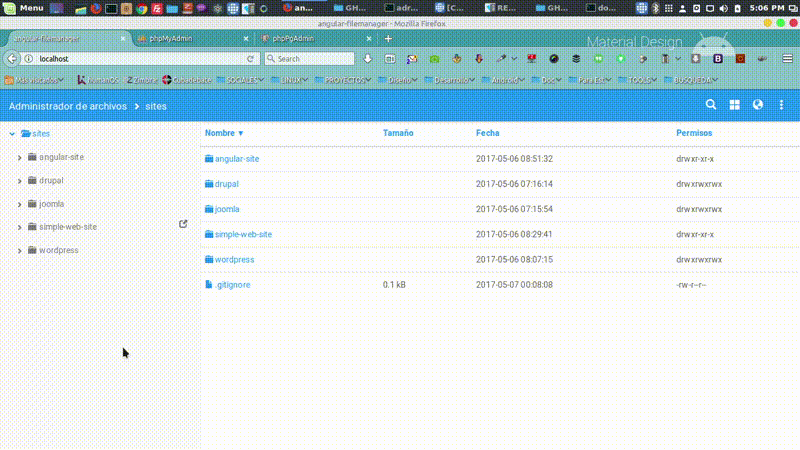 Menu an... GH... adr... [C... RE... GH... do... 5:06 PM
angular-filemanager - Mozilla Firefox
angular-filemanager phpMyAdmin phpPgAdmin Material Design
localhost Search
Más visitados HumanOS Zimbra Cubadebate SOCIALES LINUX PROYECTOS Diseño Desarrollo Android Doc Para Est TOOLS BUSQUEDA
Administrador de archivos sites
sites Nombre Tamaño Fecha Permisos
angular-site angular-site 2017-05-06 08:51:32 drwxr-xr-x
drupal drupal 2017-05-06 07:16:14 drwxrwxrwx
joomla joomla 2017-05-06 07:15:54 drwxrwxrwx
simple-web-site simple-web-site 2017-05-06 08:29:41 drwxr-xr-x
wordpress wordpress 2017-05-06 08:07:15 drwxrwxrwx
.gitignore 0.1 kB 2017-05-07 00:08:08 -rw-r--r--